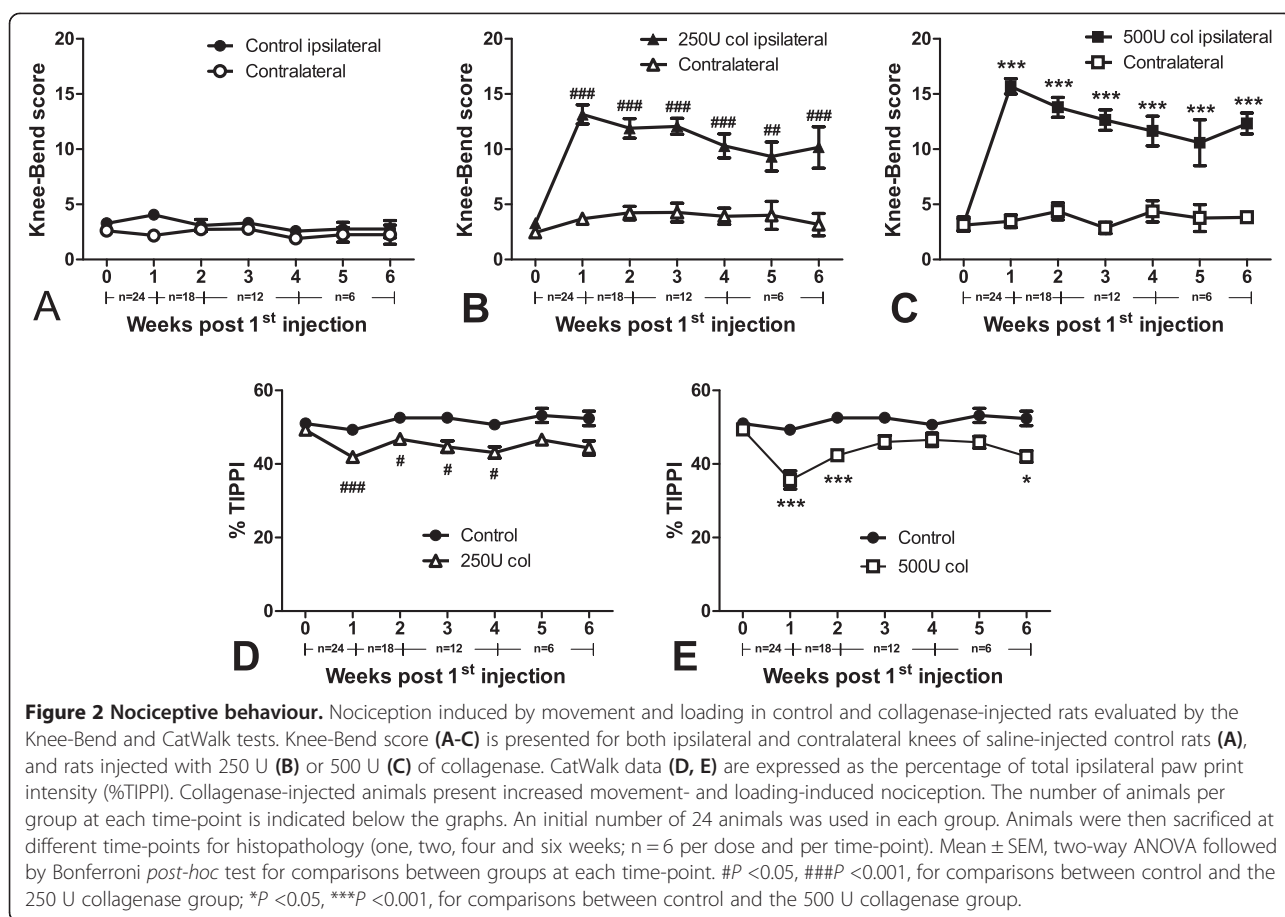 20
15
10
5
0
Knee-Bend score
Control ipsilateral
Contralateral
0 1 2 3 4 5 6
n=24 n=18 n=12 n=6
A
Weeks post 1st injection
20
15
10
5
0
Knee-Bend score
250U col ipsilateral
Contralateral
### ### ### ### ## ###
0 1 2 3 4 5 6
n=24 n=18 n=12 n=6
B
Weeks post 1st injection
20
15
10
5
0
Knee-Bend score
500U col ipsilateral
Contralateral
*** *** *** *** *** ***
0 1 2 3 4 5 6
n=24 n=18 n=12 n=6
C
Weeks post 1st injection
60
40
20
0
% TIPPI
### # # #
Control
250U col
0 1 2 3 4 5 6
n=24 n=18 n=12 n=6
D
Weeks post 1st injection
60
40
20
0
% TIPPI
*** *** *
Control
500U col
0 1 2 3 4 5 6
n=24 n=18 n=12 n=6
E
Weeks post 1st injection
Figure 2 Nociceptive behaviour. Nociception induced by movement and loading in control and collagenase-injected rats evaluated by the
Knee-Bend and CatWalk tests. Knee-Bend score (A-C) is presented for both ipsilateral and contralateral knees of saline-injected control rats (A),
and rats injected with 250 U (B) or 500 U (C) of collagenase. CatWalk data (D, E) are expressed as the percentage of total ipsilateral paw print
intensity (%TIPPI). Collagenase-injected animals present increased movement- and loading-induced nociception. The number of animals per
group at each time-point is indicated below the graphs. An initial number of 24 animals was used in each group. Animals were then sacrificed at
different time-points for histopathology (one, two, four and six weeks; n = 6 per dose and per time-point). Mean ± SEM, two-way ANOVA followed
by Bonferroni post-hoc test for comparisons between groups at each time-point. #P <0.05, ###P <0.001, for comparisons between control and the
250 U collagenase group; *P <0.05, ***P <0.001, for comparisons between control and the 500 U collagenase group.